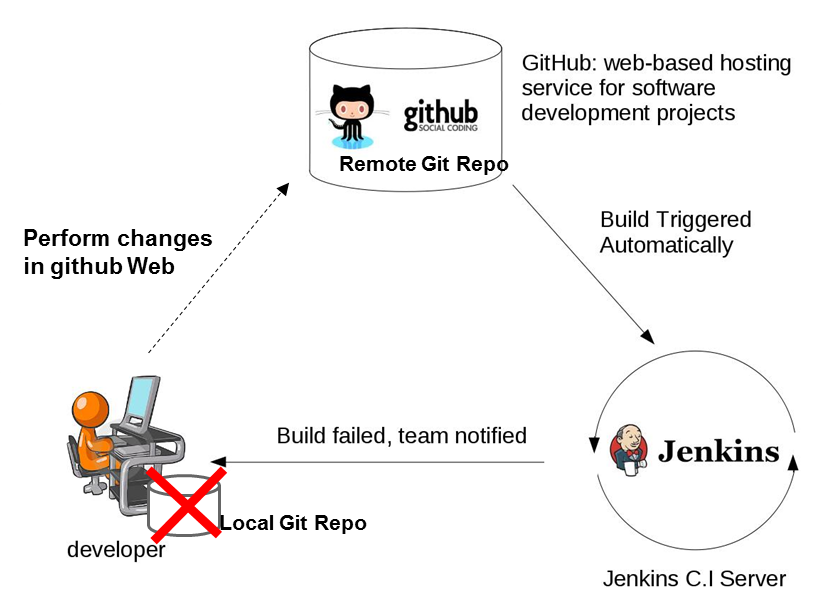 GitHub: web-based hosting
service for software
development projects
github
SOCIAL CODING
Remote Git Repo
Build Triggered
Automatically
Perform changes
in github Web
Build failed, team notified
Jenkins
Local Git Repo
developer
Jenkins C.I Server